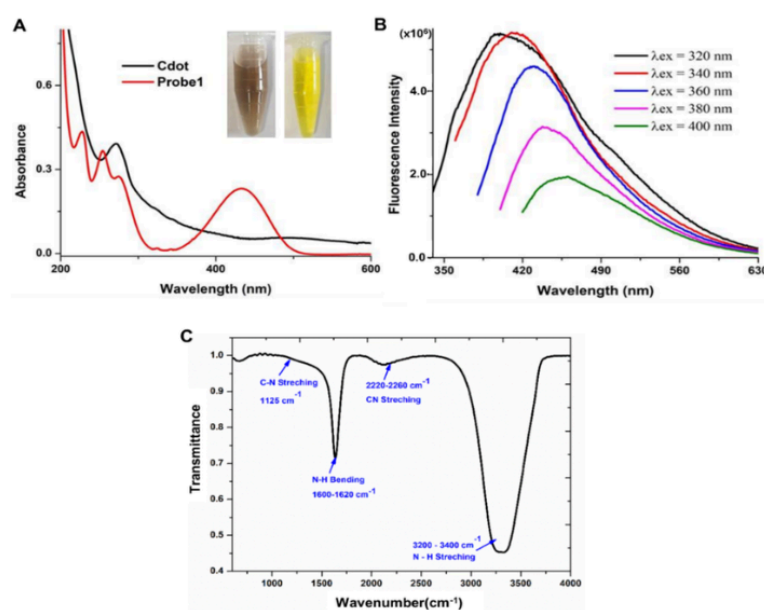 A
B
(x10⁶)
Cdot
Probe1
λex = 320 nm
λex = 340 nm
λex = 360 nm
λex = 380 nm
λex = 400 nm
0.6
0.3
0.0
Absorbance
200
400
600
Wavelength (nm)
6.0
4.0
2.0
0
Fluorescence Intensity
350
420
490
560
630
Wavelength (nm)
C
1.0
0.9
0.8
0.7
0.6
0.5
0.4
Transmittance
C-N Streching
1125 cm⁻¹
2220-2260 cm⁻¹
CN Streching
N-H Bending
1600-1620 cm⁻¹
3200 - 3400 cm⁻¹
N - H Streching
1000
1500
2000
2500
3000
3500
4000
Wavenumber(cm⁻¹)